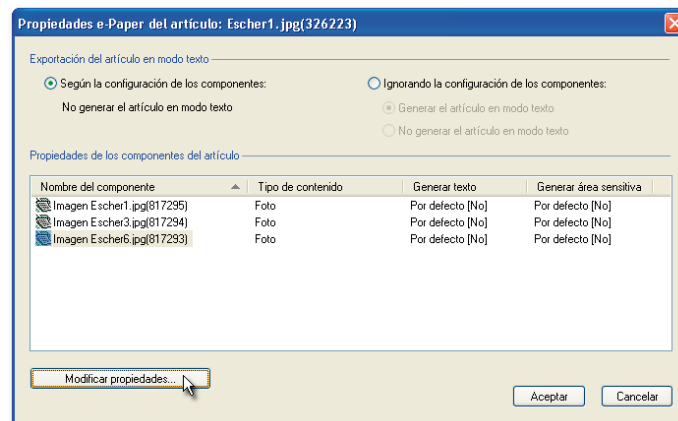 Propiedades e-Paper del artículo: Escher1.jpg(326223)
Exportación del artículo en modo texto
Según la configuración de los componentes:
No generar el artículo en modo texto
Ignorando la configuración de los componentes:
Generar el artículo en modo texto
No generar el artículo en modo texto
Propiedades de los componentes del artículo
Nombre del componente Tipo de contenido Generar texto Generar área sensitiva
Imagen Escher1.jpg(817295) Foto Por defecto [No] Por defecto [No]
Imagen Escher3.jpg(817294) Foto Por defecto [No] Por defecto [No]
Imagen Escher6.jpg(817293) Foto Por defecto [No] Por defecto [No]
Modificar propiedades...
Aceptar Cancelar